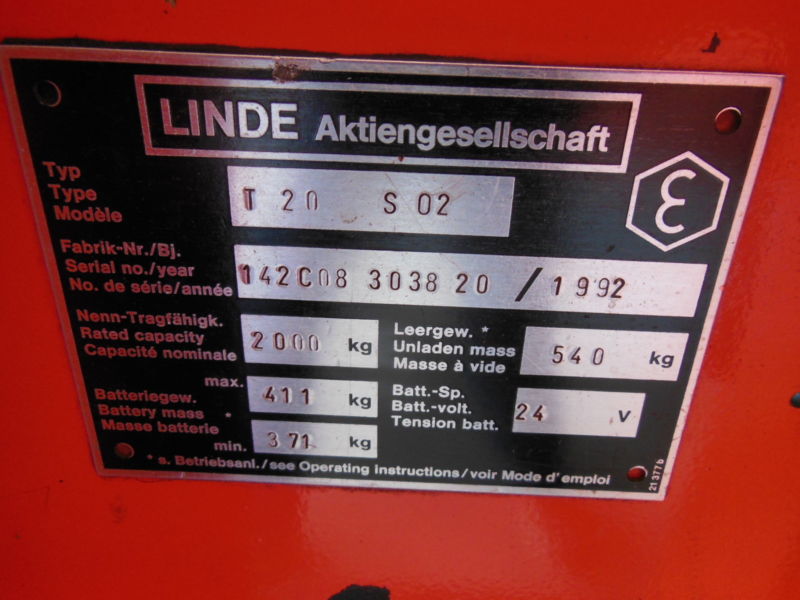 LINDE Aktiengesellschaft
Typ
Type
Modèle
T 20 S 02
ε
Fabrik-Nr./Bj.
Serial no./year
No. de série/année
142C08 3038 20 / 1992
Nenn-Tragfähigk.
Rated capacity
Capacité nominale
2000 kg
Leergew. *
Unladen mass
Masse à vide
540 kg
max.
411 kg
Batteriegew.
Battery mass *
Masse batterie
min.
371 kg
Batt.-Sp.
Batt.-volt.
Tension batt.
24 V
* s. Betriebsanl./see Operating instructions/voir Mode d'emploi
21 377 b